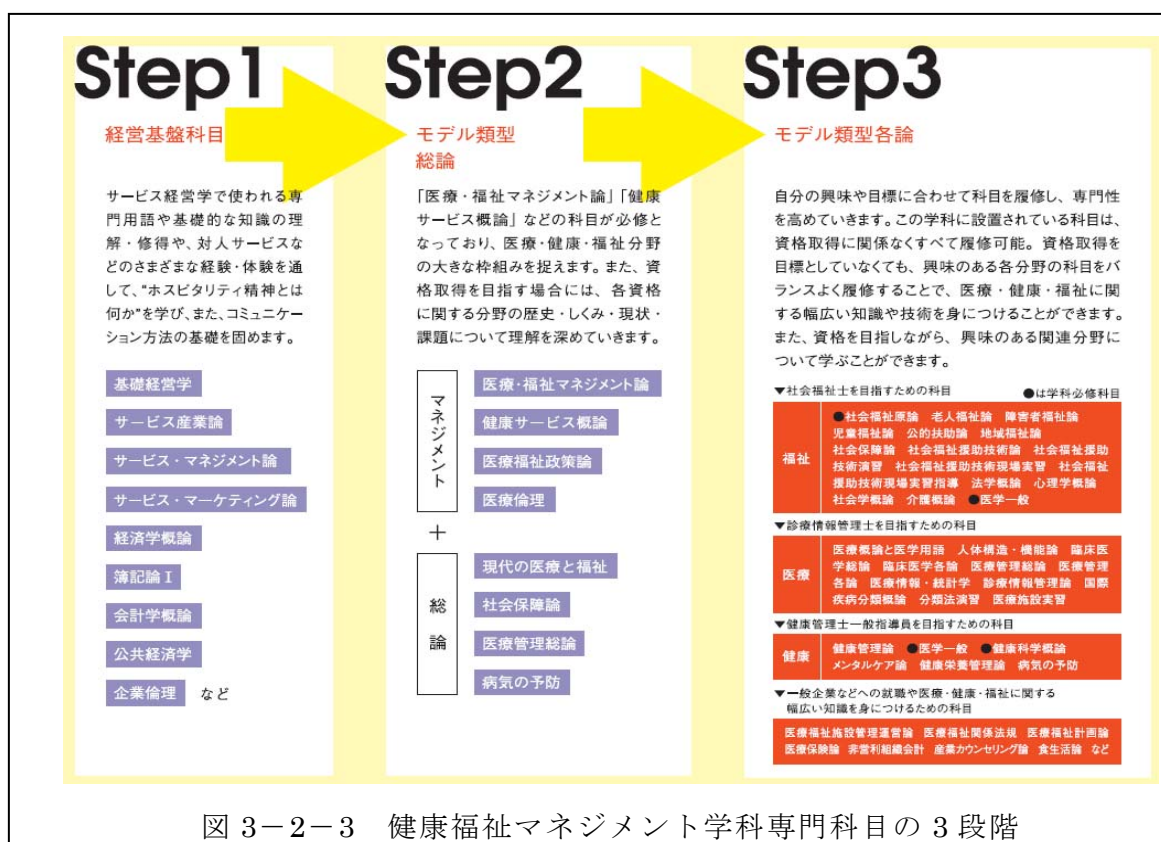 Step1
経営基盤科目
サービス経営学で使われる専
門用語や基礎的な知識の理
解・修得や、対人サービスな
どのさまざまな経験・体験を通
して、“ホスピタリティ精神とは
何か”を学び、また、コミュニケー
ション方法の基礎を固めます。
基礎経営学
サービス産業論
サービス・マネジメント論
サービス・マーケティング論
経済学概論
簿記論Ⅰ
会計学概論
公共経済学
企業倫理 など
Step2
モデル類型
総論
「医療・福祉マネジメント論」「健康
サービス概論」などの科目が必修と
なっており、医療・健康・福祉分野
の大きな枠組みを捉えます。また、資
格取得を目指す場合には、各資格
に関する分野の歴史・しくみ・現状・
課題について理解を深めていきます。
マネジメント
医療・福祉マネジメント論
健康サービス概論
医療福祉政策論
医療倫理
＋
総論
現代の医療と福祉
社会保障論
医療管理総論
病気の予防
Step3
モデル類型各論
自分の興味や目標に合わせて科目を履修し、専門性
を高めていきます。この学科に設置されている科目は、
資格取得に関係なくすべて履修可能。資格取得を
目標としていなくても、興味のある各分野の科目をバ
ランスよく履修することで、医療・健康・福祉に関
する幅広い知識や技術を身につけることができます。
また、資格を目指しながら、興味のある関連分野に
ついて学ぶことができます。
▼社会福祉士を目指すための科目 ●は学科必修科目
福祉
●社会福祉原論 老人福祉論 障害者福祉論
児童福祉論 公的扶助論 地域福祉論
社会保障論 社会福祉援助技術論 社会福祉援助
技術演習 社会福祉援助技術現場実習 社会福祉
援助技術現場実習指導 法学概論 心理学概論
社会学概論 介護概論 ●医学一般
▼診療情報管理士を目指すための科目
医療
医療概論と医学用語 人体構造・機能論 臨床医
学総論 臨床医学各論 医療管理総論 医療管理
各論 医療情報・統計学 診療情報管理論 国際
疾病分類概論 分類法演習 医療施設実習
▼健康管理士一般指導員を目指すための科目
健康
健康管理論 ●医学一般 ●健康科学概論
メンタルケア論 健康栄養管理論 病気の予防
▼一般企業などへの就職や医療・健康・福祉に関する
幅広い知識を身につけるための科目
医療福祉施設管理運営論 医療福祉関係法規 医療福祉計画論
医療保険論 非営利組織会計 産業カウンセリング論 食生活論 など
図 3－2－3 健康福祉マネジメント学科専門科目の 3 段階